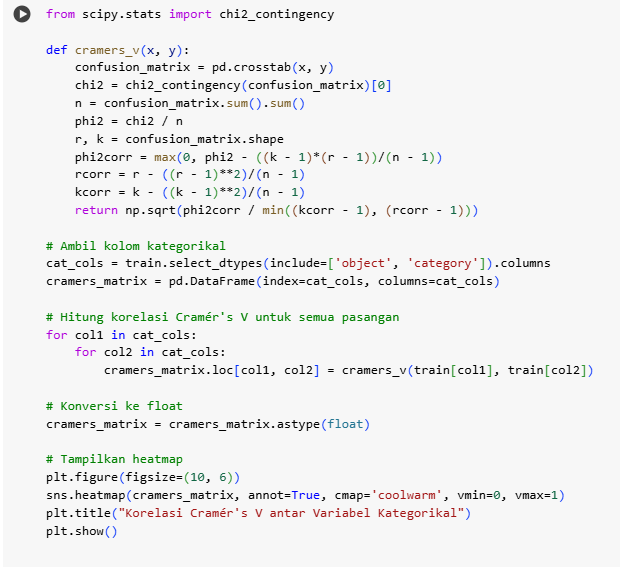 from scipy.stats import chi2_contingency

def cramers_v(x, y):
    confusion_matrix = pd.crosstab(x, y)
    chi2 = chi2_contingency(confusion_matrix)[0]
    n = confusion_matrix.sum().sum()
    phi2 = chi2 / n
    r, k = confusion_matrix.shape
    phi2corr = max(0, phi2 - ((k - 1)*(r - 1))/(n - 1))
    rcorr = r - ((r - 1)**2)/(n - 1)
    kcorr = k - ((k - 1)**2)/(n - 1)
    return np.sqrt(phi2corr / min((kcorr - 1), (rcorr - 1)))

# Ambil kolom kategorikal
cat_cols = train.select_dtypes(include=['object', 'category']).columns
cramers_matrix = pd.DataFrame(index=cat_cols, columns=cat_cols)

# Hitung korelasi Cramér's V untuk semua pasangan
for col1 in cat_cols:
    for col2 in cat_cols:
        cramers_matrix.loc[col1, col2] = cramers_v(train[col1], train[col2])

# Konversi ke float
cramers_matrix = cramers_matrix.astype(float)

# Tampilkan heatmap
plt.figure(figsize=(10, 6))
sns.heatmap(cramers_matrix, annot=True, cmap='coolwarm', vmin=0, vmax=1)
plt.title("Korelasi Cramér's V antar Variabel Kategorikal")
plt.show()